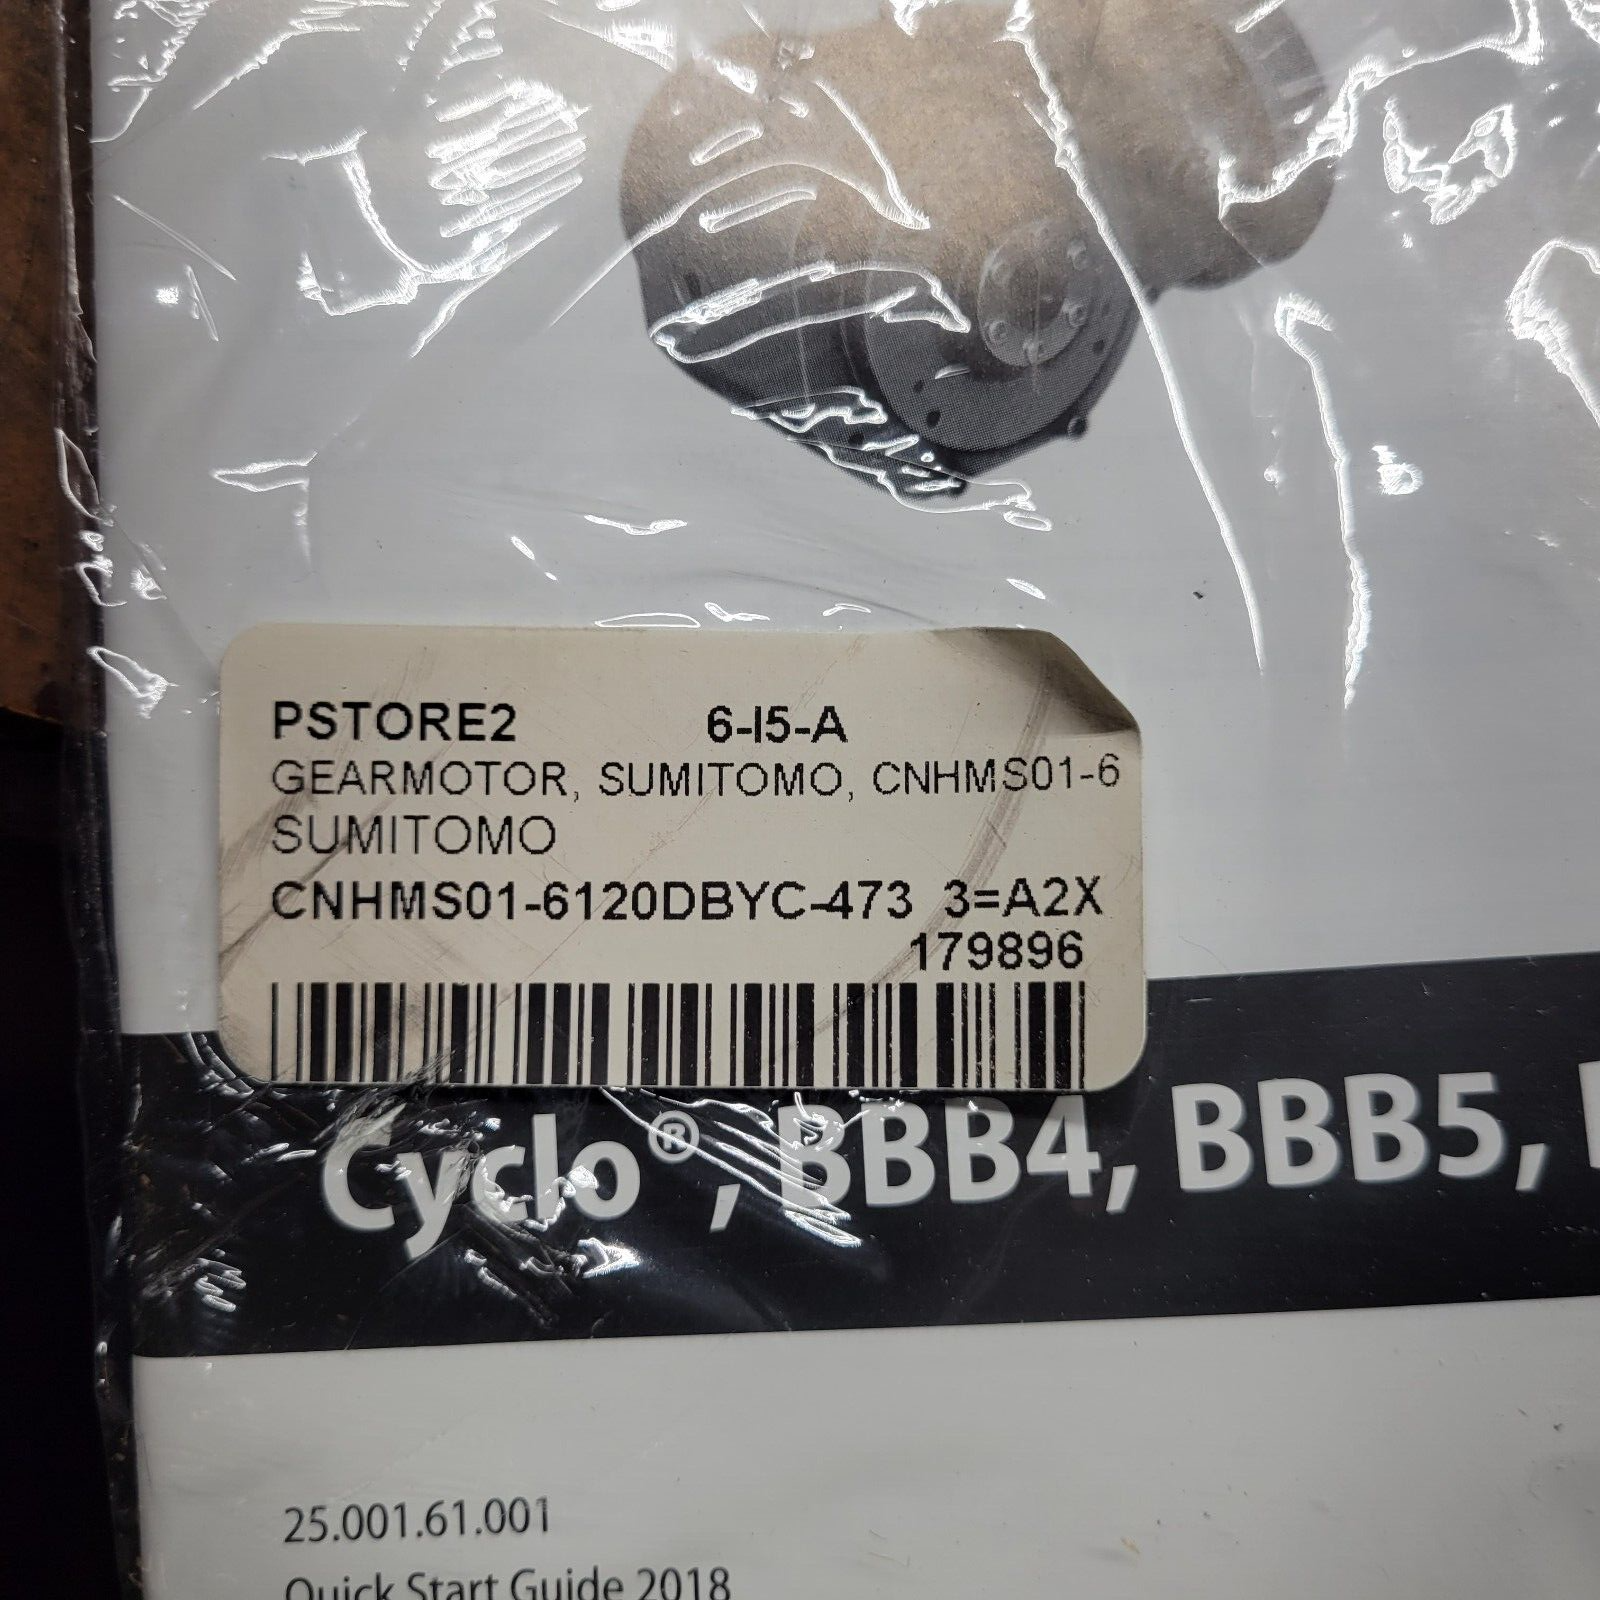 PSTORE2 6-I5-A
GEARMOTOR, SUMITOMO, CNHMS01-6
SUMITOMO
CNHMS01-6120DBYC-473 3=A2X
179896
Cyclo®, BBB4, BBB5,
25.001.61.001
Quick Start Guide 2018